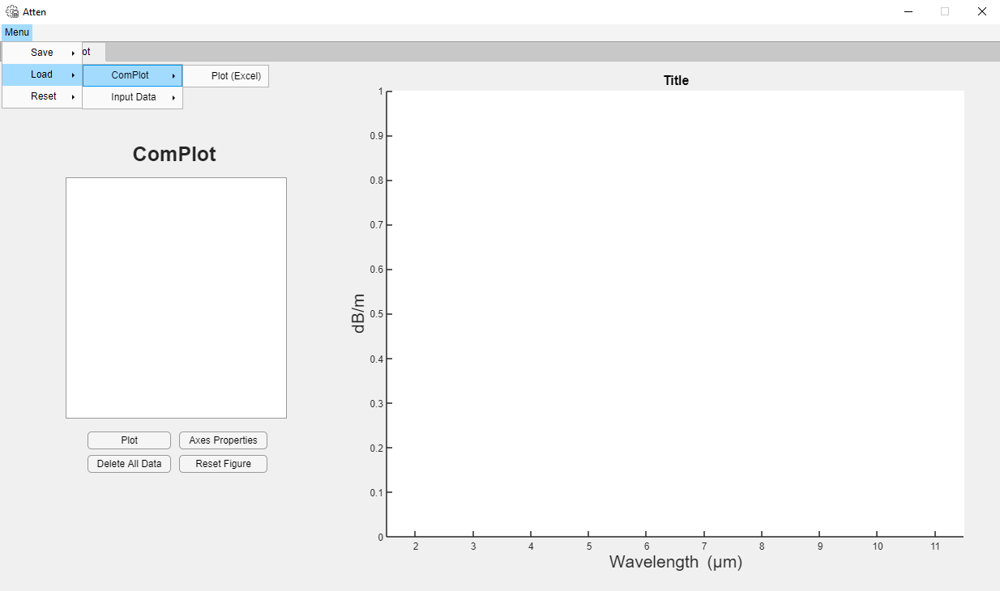 Atten
Menu
Save
ot
Load
ComPlot
Plot (Excel)
Reset
Input Data
ComPlot
Plot
Axes Properties
Delete All Data
Reset Figure
Title
1
0.9
0.8
0.7
0.6
0.5
0.4
0.3
0.2
0.1
0
dB/m
2 3 4 5 6 7 8 9 10 11
Wavelength (µm)